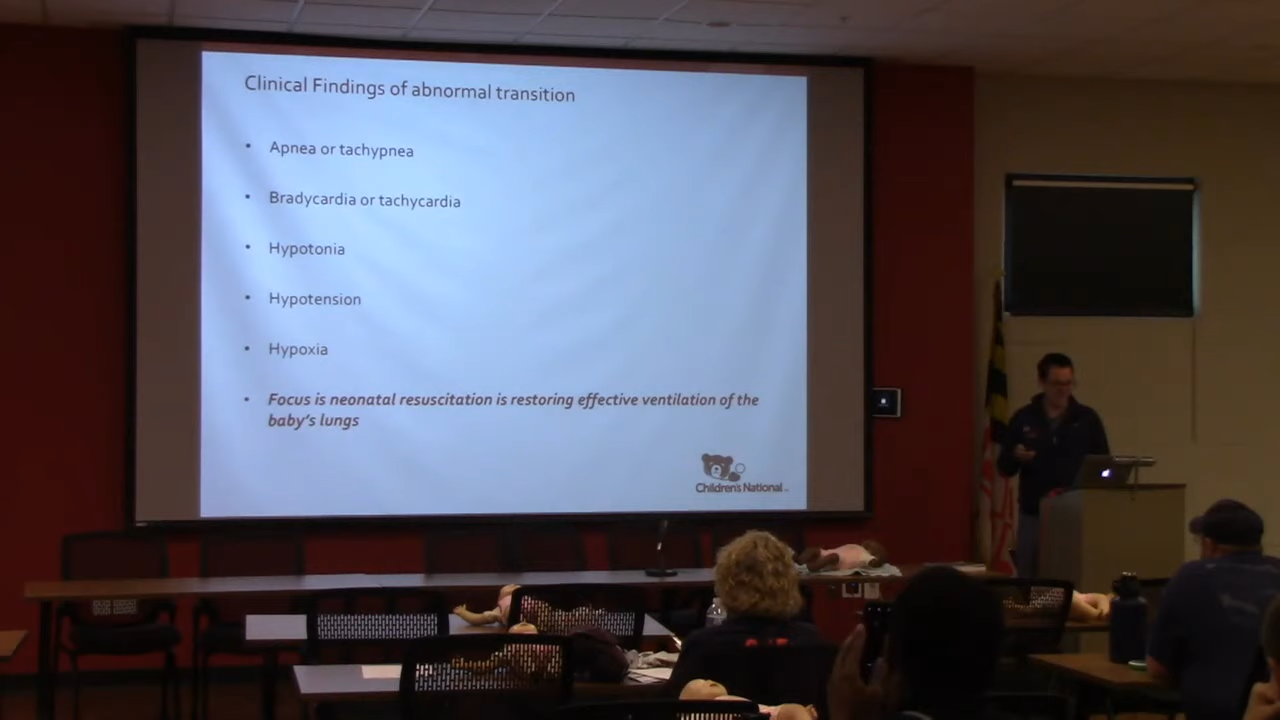 Clinical Findings of abnormal transition
• Apnea or tachypnea
• Bradycardia or tachycardia
• Hypotonia
• Hypotension
• Hypoxia
• Focus is neonatal resuscitation is restoring effective ventilation of the
baby's lungs
Children's National